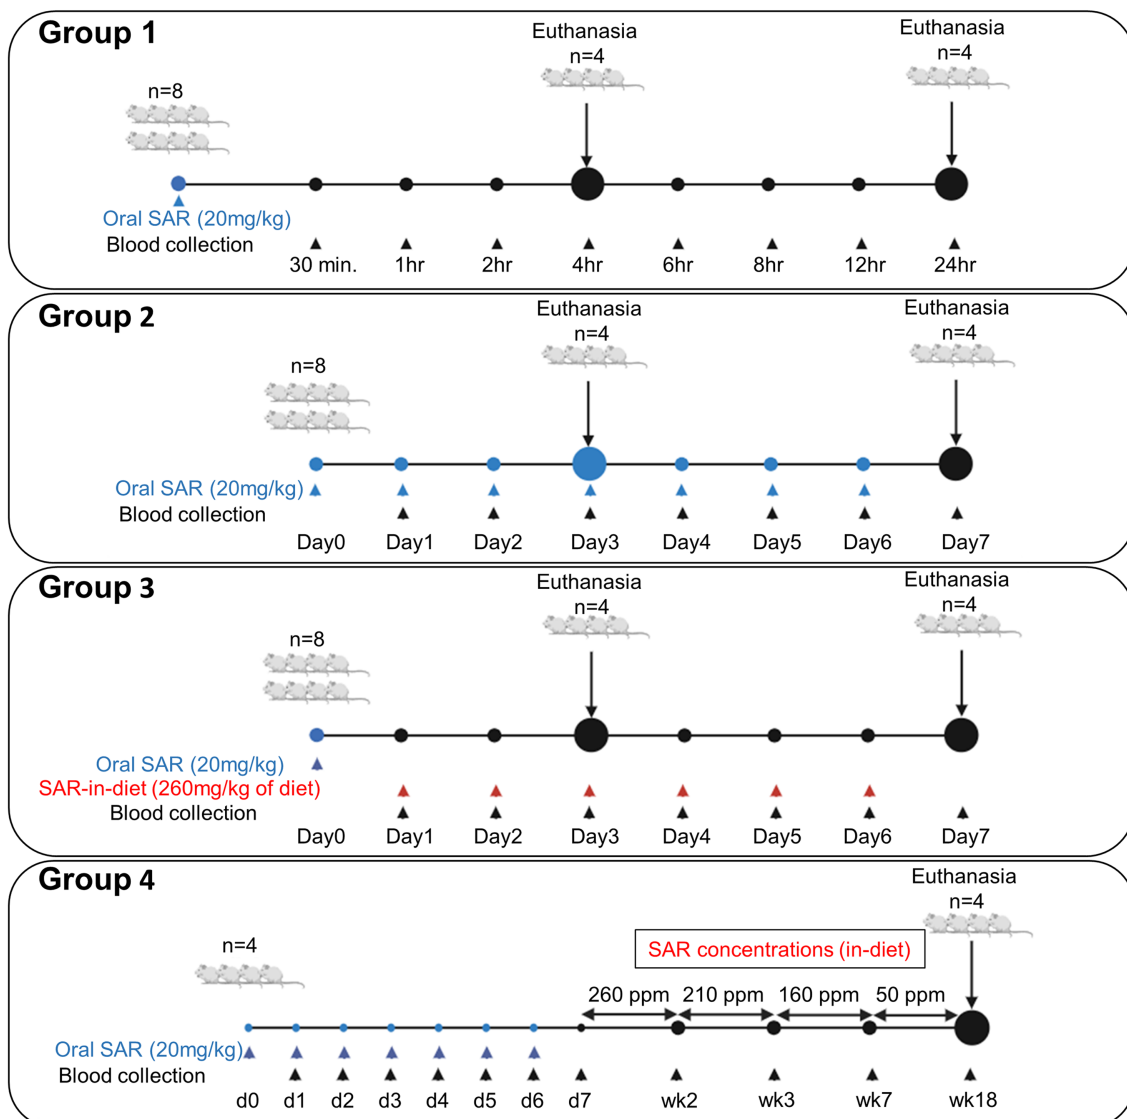 Group 1
Euthanasia
n=4
Euthanasia
n=4
n=8
Oral SAR (20mg/kg)
Blood collection
30 min. 1hr 2hr 4hr 6hr 8hr 12hr 24hr
Group 2
Euthanasia
n=4
Euthanasia
n=4
n=8
Oral SAR (20mg/kg)
Blood collection
Day0 Day1 Day2 Day3 Day4 Day5 Day6 Day7
Group 3
Euthanasia
n=4
Euthanasia
n=4
n=8
Oral SAR (20mg/kg)
SAR-in-diet (260mg/kg of diet)
Blood collection
Day0 Day1 Day2 Day3 Day4 Day5 Day6 Day7
Group 4
Euthanasia
n=4
n=4
SAR concentrations (in-diet)
260 ppm 210 ppm 160 ppm 50 ppm
Oral SAR (20mg/kg)
Blood collection
d0 d1 d2 d3 d4 d5 d6 d7 wk2 wk3 wk7 wk18